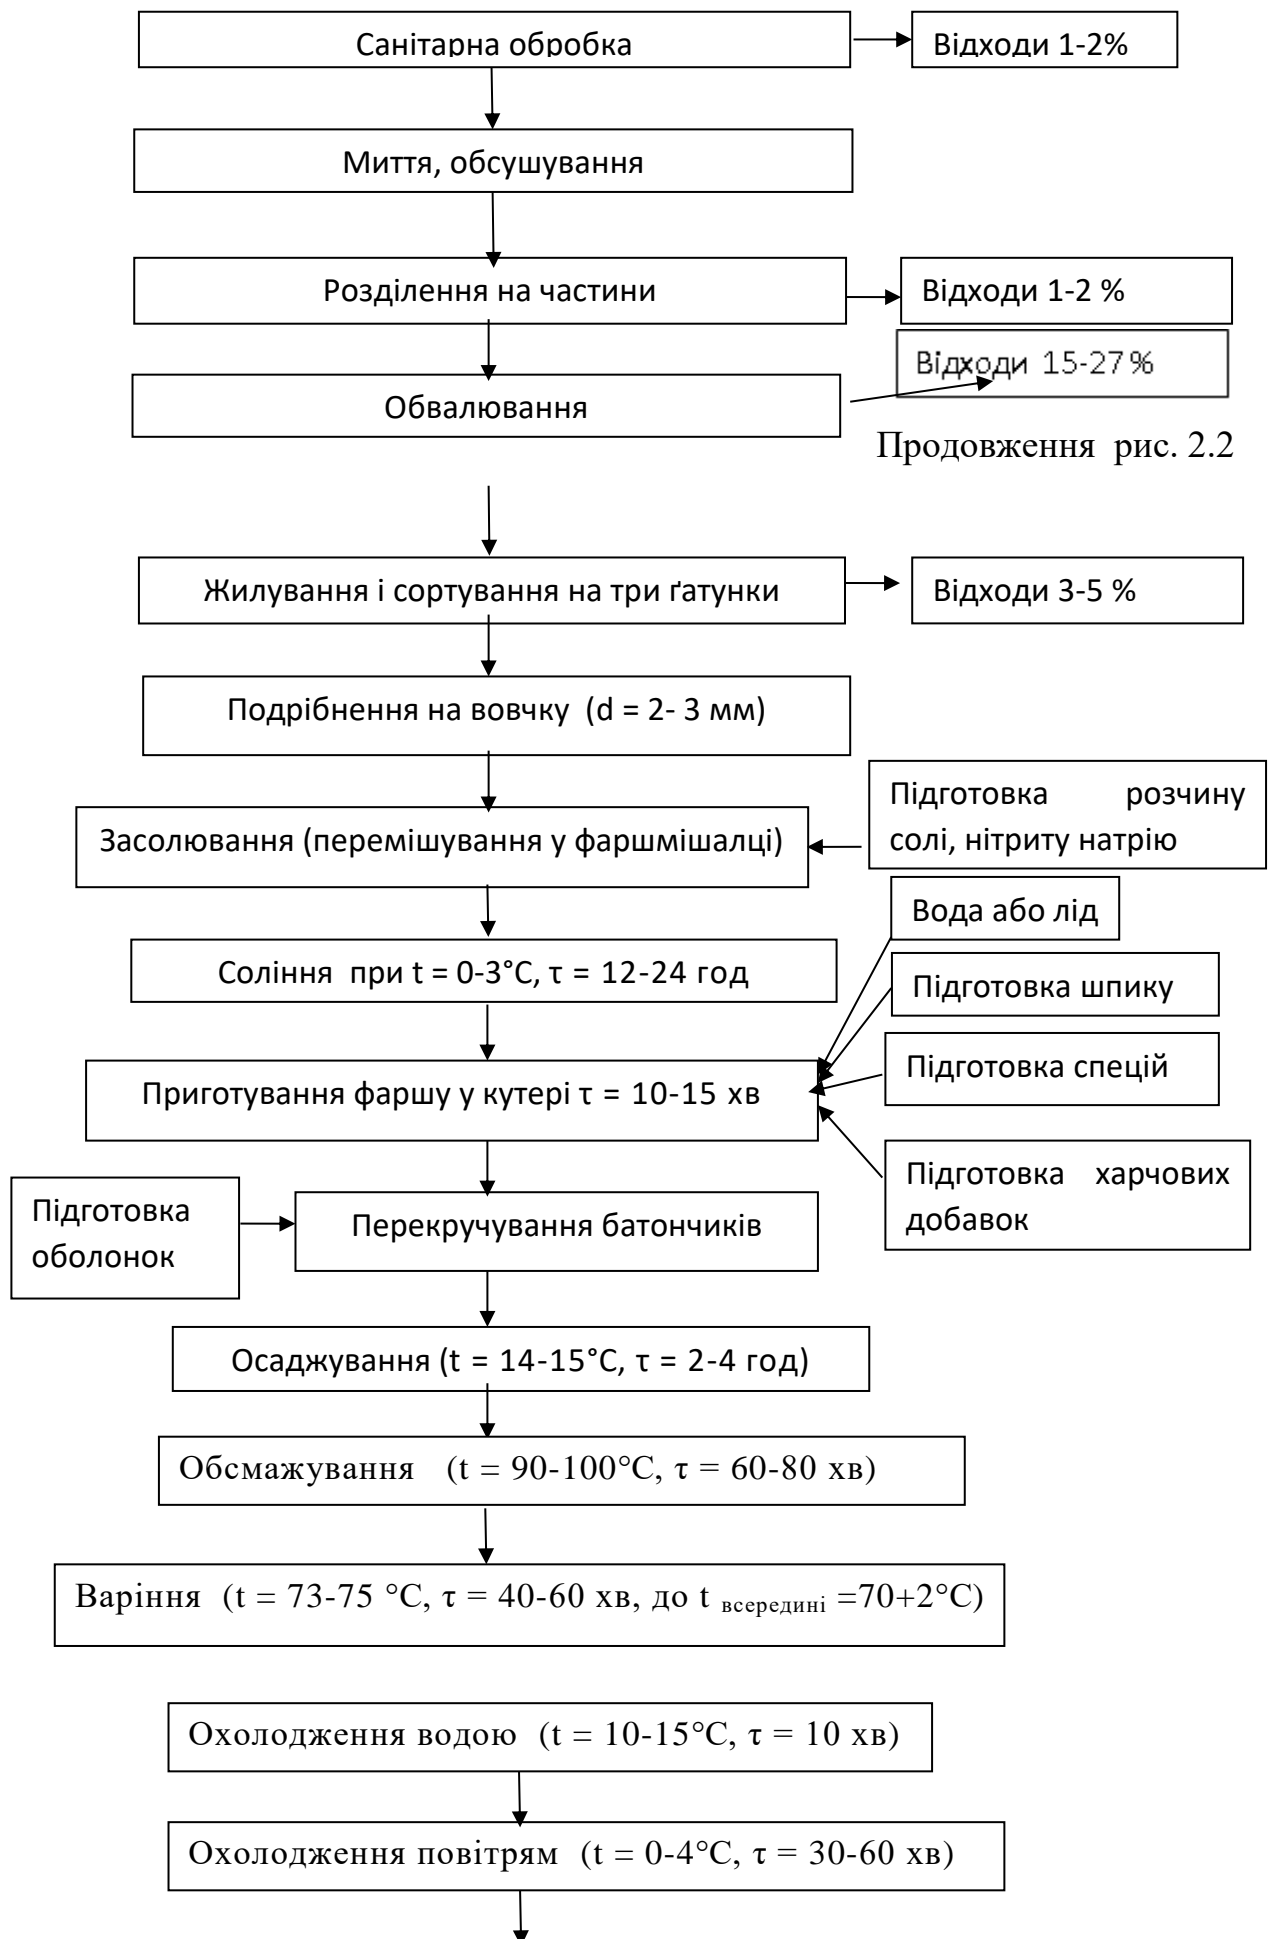 Санітарна обробка
Відходи 1-2%
Миття, обсушування
Розділення на частини
Відходи 1-2 %
Відходи 15-27 %
Обвалювання
Продовження рис. 2.2
Жилування і сортування на три ґатунки
Відходи 3-5 %
Подрібнення на вовчку (d = 2- 3 мм)
Підготовка розчину
солі, нітриту натрію
Засолювання (перемішування у фаршмішалці)
Вода або лід
Соління при t = 0-3°С, τ = 12-24 год
Підготовка шпику
Приготування фаршу у кутері τ = 10-15 хв
Підготовка спецій
Підготовка харчових
добавок
Підготовка
оболонок
Перекручування батончиків
Осаджування (t = 14-15°С, τ = 2-4 год)
Обсмажування (t = 90-100°С, τ = 60-80 хв)
Варіння (t = 73-75 °С, τ = 40-60 хв, до t всередині =70+2°С)
Охолодження водою (t = 10-15°С, τ = 10 хв)
Охолодження повітрям (t = 0-4°С, τ = 30-60 хв)